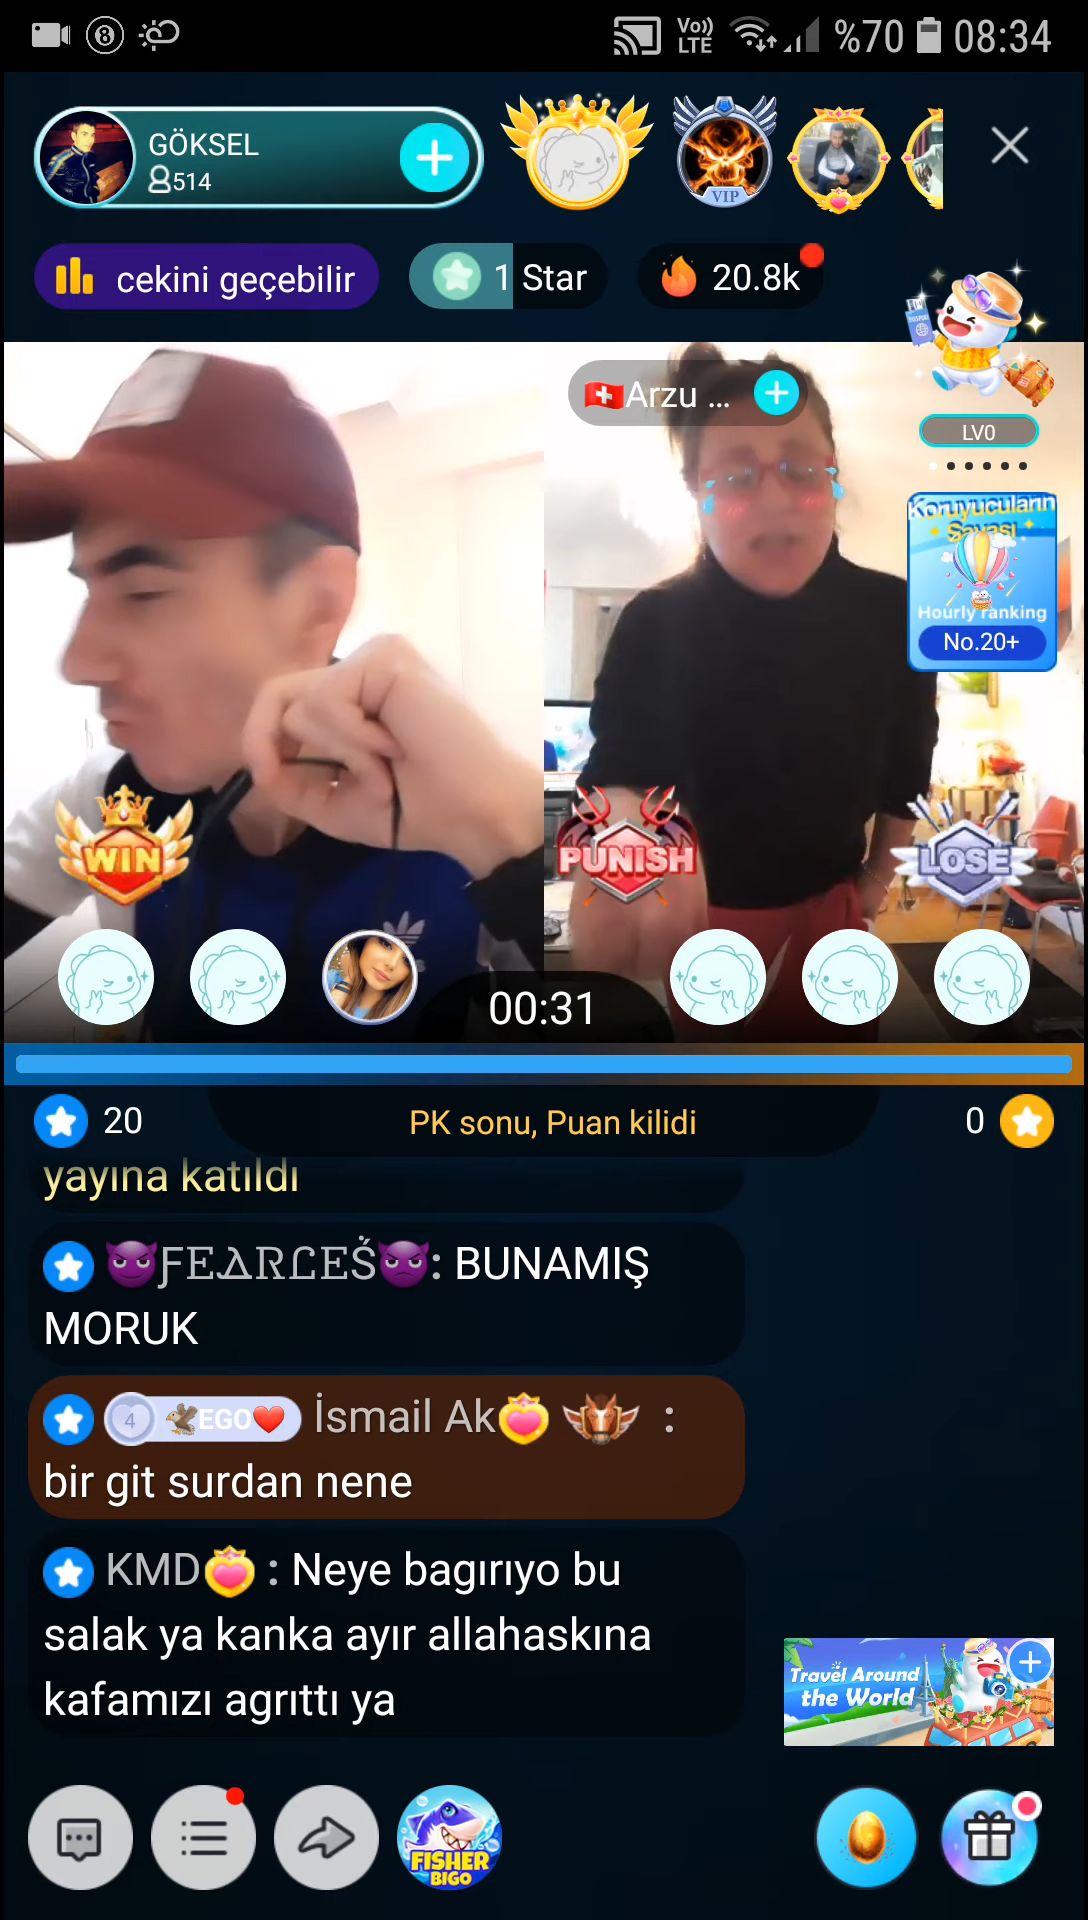 Vo))
LTE
%70
08:34
GÖKSEL
514
VIP
cekini geçebilir
1 Star
20.8k
Arzu ...
LV0
Koruyucuların
Savaşı
Hourly ranking
No.20+
WIN
PUNISH
LOSE
00:31
20
PK sonu, Puan kilidi
0
yayına katıldı
😈ƑEΔRLEŠ👿: BUNAMIŞ
MORUK
4 🦅EGO❤️ İsmail Ak :
bir git surdan nene
KMD : Neye bagırıyo bu
salak ya kanka ayır allahaskına
kafamızı agrıttı ya
Travel Around
the World
FISHER
BIGO